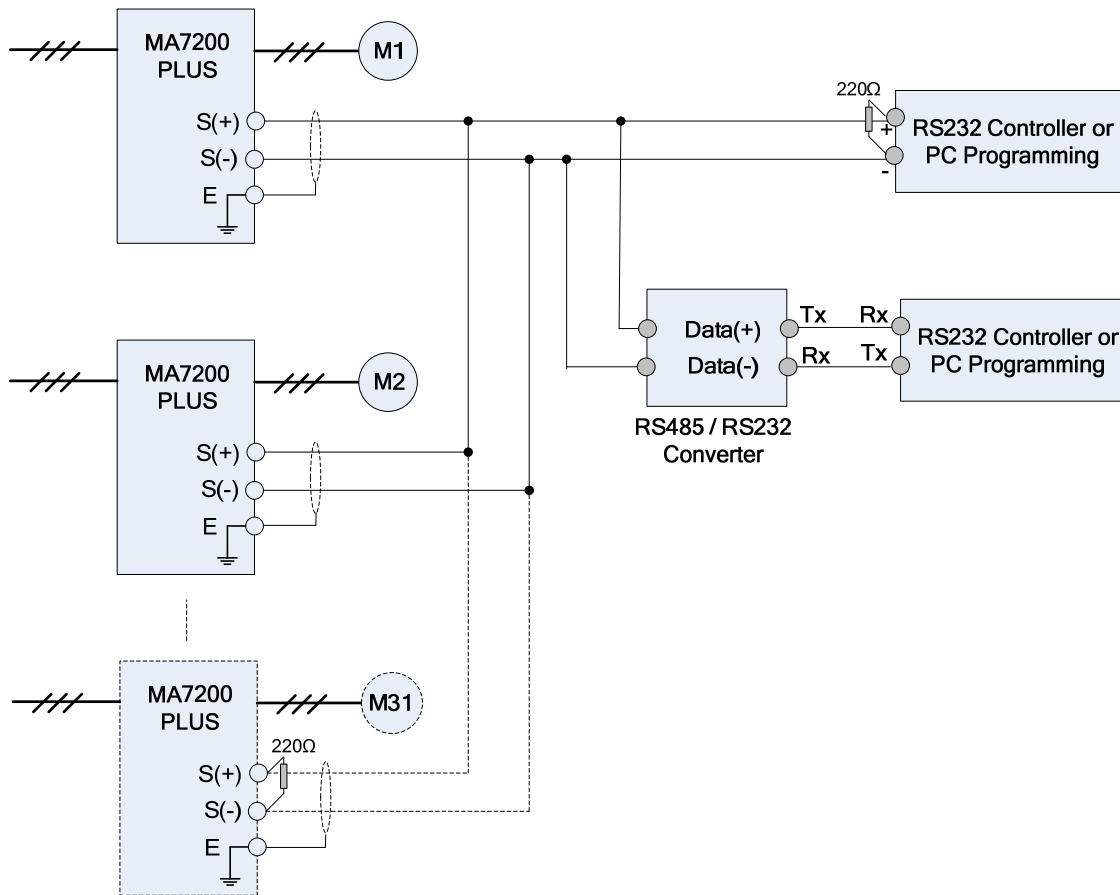 MA7200
PLUS
M1
S(+)
S(-)
E
220Ω
+
-
RS232 Controller or
PC Programming
Data(+)
Data(-)
Tx
Rx
Rx
Tx
RS232 Controller or
PC Programming
RS485 / RS232
Converter
MA7200
PLUS
M2
S(+)
S(-)
E
MA7200
PLUS
M31
220Ω
S(+)
S(-)
E